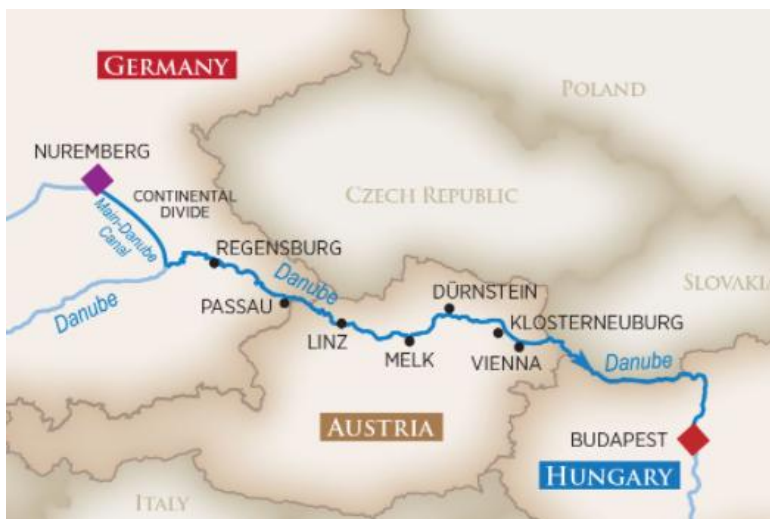 GERMANY
POLAND
NUREMBERG
CONTINENTAL
DIVIDE
CZECH REPUBLIC
Main-Danube
Canal
REGENSBURG
Danube
SLOVAKIA
Danube
PASSAU
DÜRNSTEIN
LINZ
KLOSTERNEUBURG
MELK
VIENNA
Danube
AUSTRIA
BUDAPEST
HUNGARY
ITALY